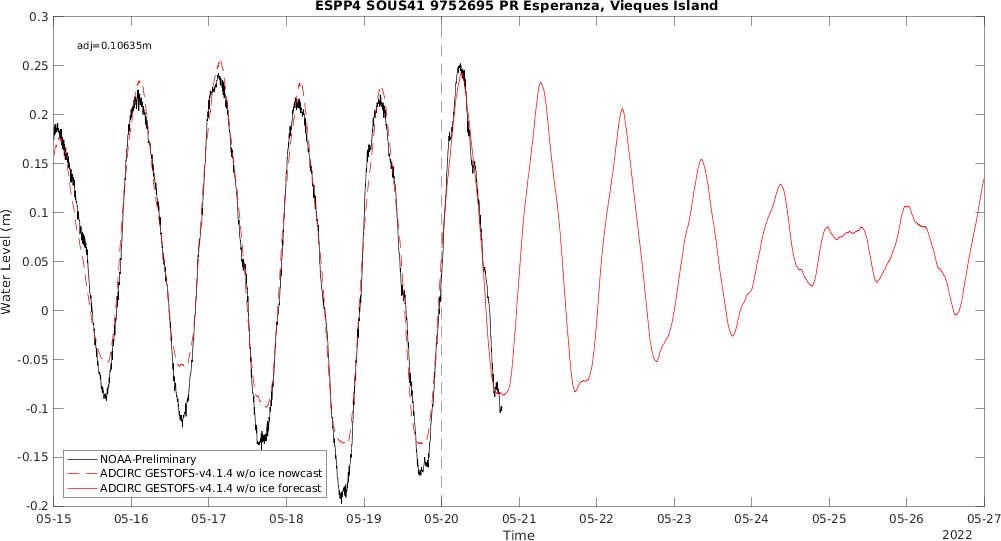 ESPP4 SOUS41 9752695 PR Esperanza, Vieques Island
adj=0.10635m
0.3
0.25
0.2
0.15
0.1
0.05
0
-0.05
-0.1
-0.15
-0.2
Water Level (m)
NOAA-Preliminary
ADCIRC GESTOFS-v4.1.4 w/o ice nowcast
ADCIRC GESTOFS-v4.1.4 w/o ice forecast
05-15 05-16 05-17 05-18 05-19 05-20 05-21 05-22 05-23 05-24 05-25 05-26 05-27
Time
2022